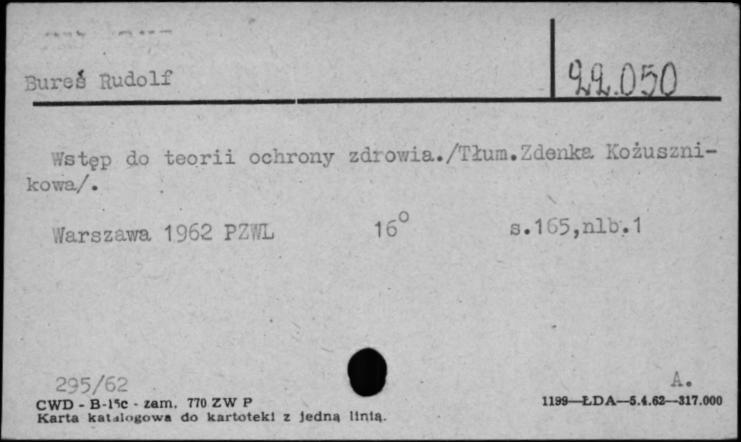 Bureś Rudolf
22.050
Wstęp do teorii ochrony zdrowia./Tłum.Zdenka Kożuszni-
kowa/.
Warszawa 1962 PZWL 16° s.165,nlb.1
295/62 A.
CWD - B-15c - zam. 770 ZW P 1199—ŁDA—5.4.62—317.000
Karta katalogowa do kartoteki z jedną linią.